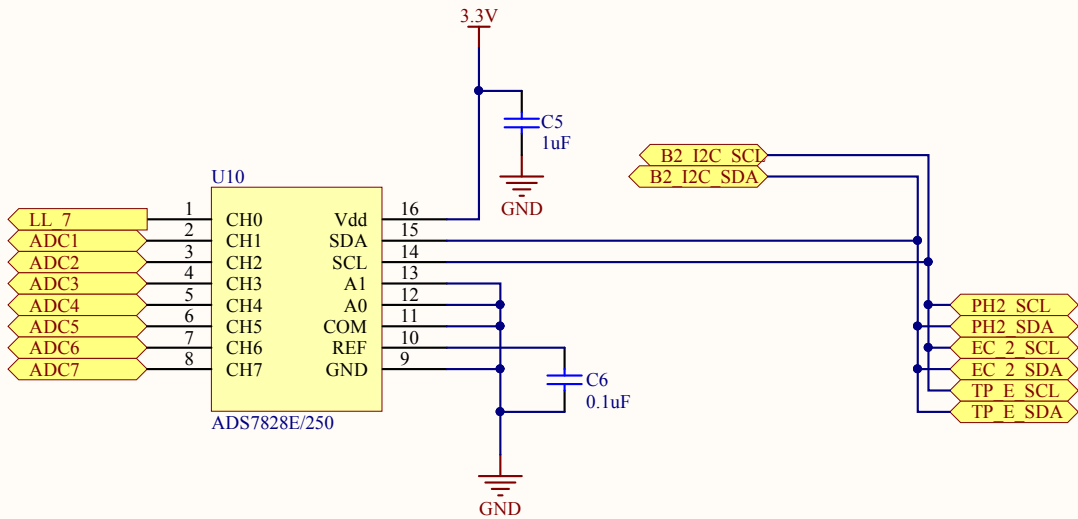 3.3V
C5
1uF
GND
B2_I2C_SCL
B2_I2C_SDA
U10
LL_7 1 CH0 Vdd 16
ADC1 2 CH1 SDA 15
ADC2 3 CH2 SCL 14
ADC3 4 CH3 A1 13
ADC4 5 CH4 A0 12
ADC5 6 CH5 COM 11
ADC6 7 CH6 REF 10
ADC7 8 CH7 GND 9
ADS7828E/250
C6
0.1uF
GND
PH2_SCL
PH2_SDA
EC_2_SCL
EC_2_SDA
TP_E_SCL
TP_E_SDA